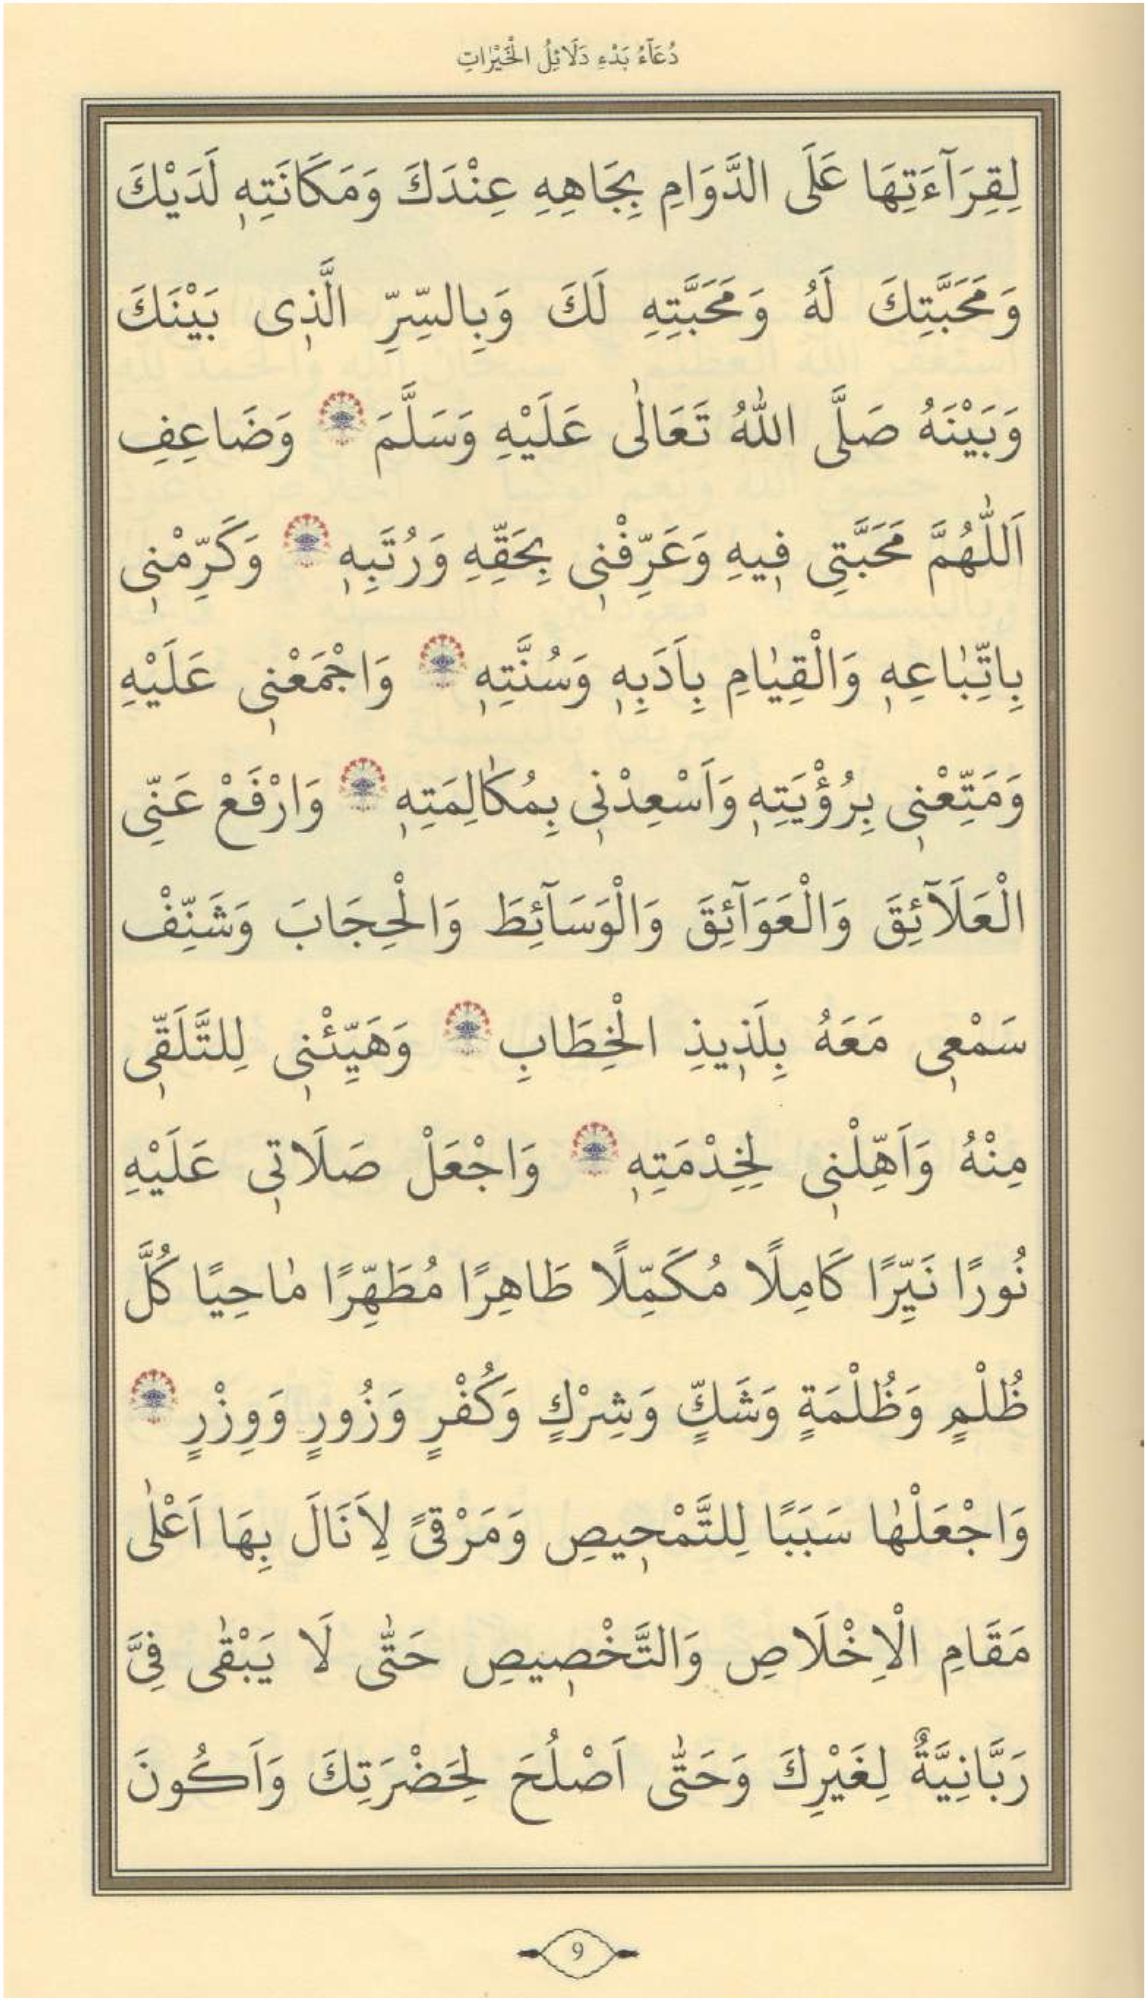 دُعَآءُ بَدْءِ دَلَائِلُ الْخَيْرَاتِ
لِقِرَآءَتِهَا عَلَى الدَّوَامِ بِجَاهِهِ عِنْدَكَ وَمَكَانَتِهٖ لَدَيْكَ
وَمَحَبَّتِكَ لَهُ وَمَحَبَّتِهِ لَكَ وَبِالسِّرِّ الَّذٖى بَيْنَكَ
وَبَيْنَهُ صَلَّى اللّٰهُ تَعَالٰى عَلَيْهِ وَسَلَّمَ وَضَاعِفِ
اَللّٰهُمَّ مَحَبَّتِى فٖيهِ وَعَرِّفْنٖى بِحَقِّهِ وَرُتَبِهٖ وَكَرِّمْنٖى
بِاتِّبٰاعِهٖ وَالْقِيٰامِ بِاَدَبِهٖ وَسُنَّتِهٖ وَاجْمَعْنٖى عَلَيْهِ
وَمَتِّعْنٖى بِرُؤْيَتِهٖ وَاَسْعِدْنٖى بِمُكَالِمَتِهٖ وَارْفَعْ عَنّٖى
الْعَلَآئِقَ وَالْعَوَآئِقَ وَالْوَسَآئِطَ وَالْحِجَابَ وَشَنِّفْ
سَمْعٖى مَعَهُ بِلَذٖيذِ الْخِطَابِ وَهَيِّئْنٖى لِلتَّلَقّٖى
مِنْهُ وَاَهِّلْنٖى لِخِدْمَتِهٖ وَاجْعَلْ صَلَاتٖى عَلَيْهِ
نُورًا نَيِّرًا كَامِلًا مُكَمِّلًا طَاهِرًا مُطَهِّرًا مٰاحِيًا كُلَّ
ظُلْمٍ وَظُلْمَةٍ وَشَكٍّ وَشِرْكٍ وَكُفْرٍ وَزُورٍ وَوِزْرٍ
وَاجْعَلْهٰا سَبَبًا لِلتَّمْحٖيصِ وَمَرْقىً لِاَنَالَ بِهَا اَعْلٰى
مَقَامِ الْاِخْلَاصِ وَالتَّخْصٖيصِ حَتّٰى لَا يَبْقٰى فِىَّ
رَبَّانِيَّةٌ لِغَيْرِكَ وَحَتّٰى اَصْلُحَ لِحَضْرَتِكَ وَاَكُونَ
9